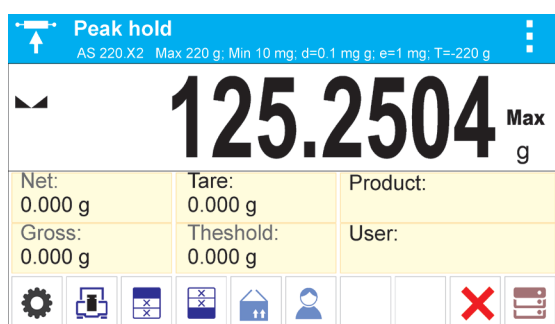 Peak hold
AS 220.X2 Max 220 g; Min 10 mg; d=0.1 mg g; e=1 mg; T=-220 g
125.2504 Max
g
Net: Tare: Product:
0.000 g 0.000 g
Gross: Theshold: User:
0.000 g 0.000 g